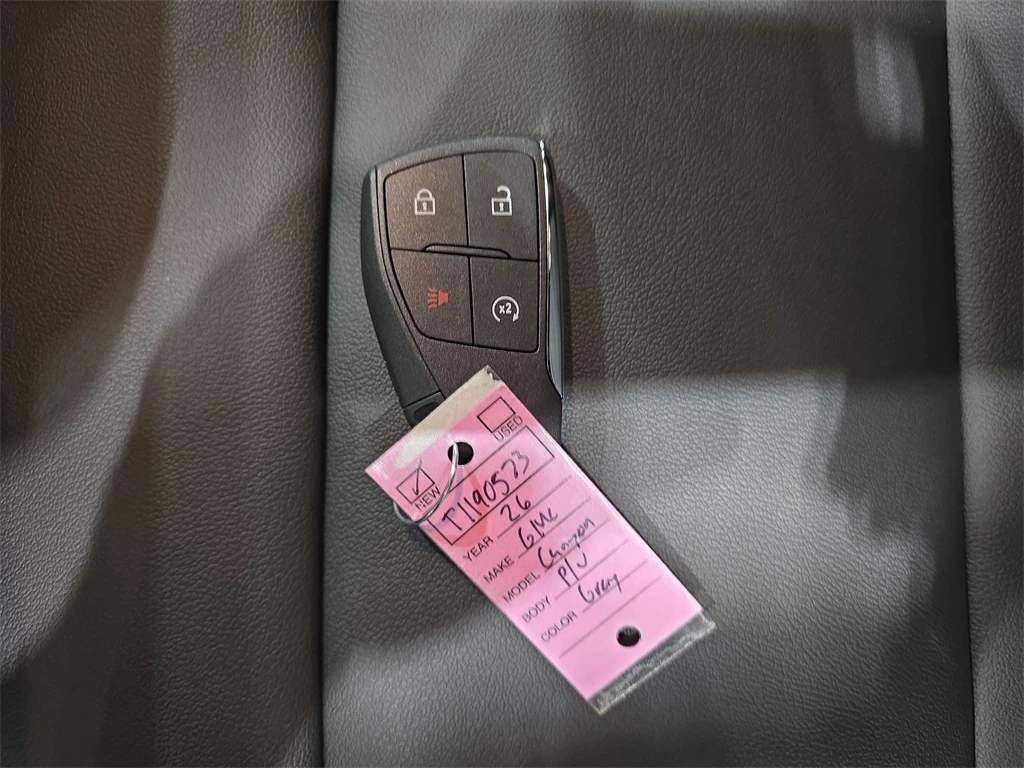 x2
USED
✓ NEW
T1190523
YEAR 26
MAKE GMC
MODEL Canyon
BODY P/U
COLOR Grey